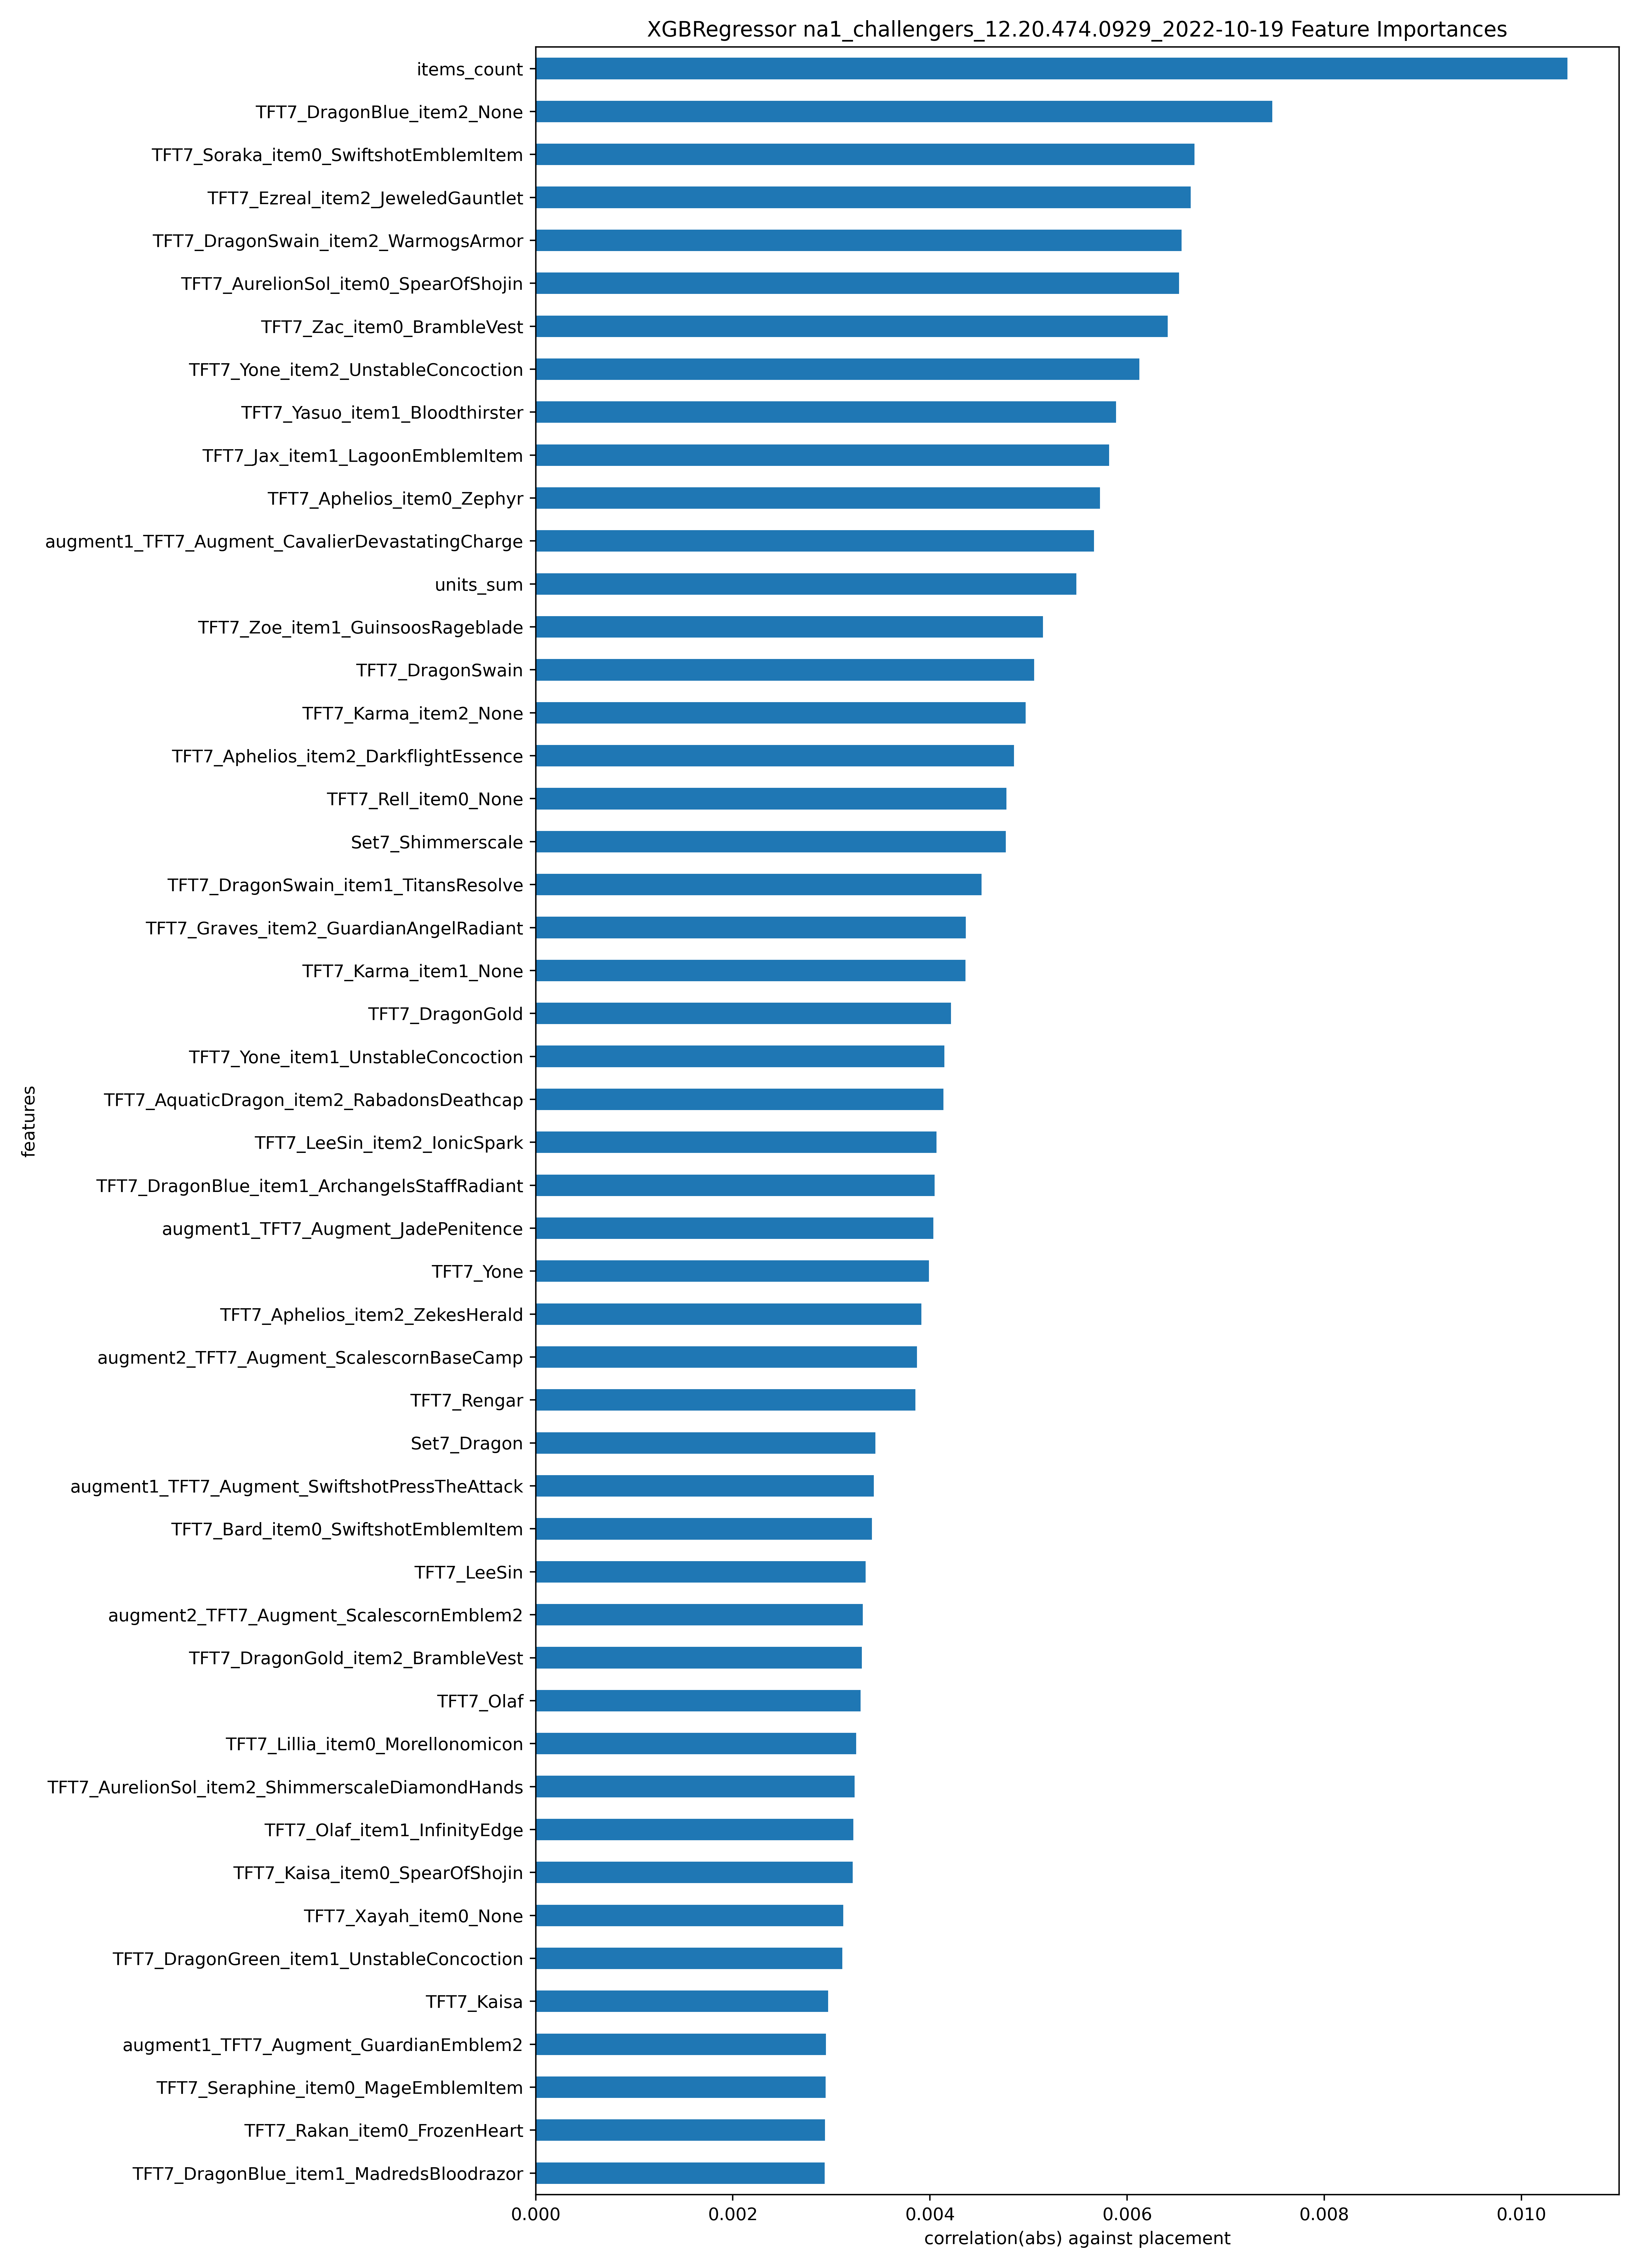 XGBRegressor na1_challengers_12.20.474.0929_2022-10-19 Feature Importances
items_count
TFT7_DragonBlue_item2_None
TFT7_Soraka_item0_SwiftshotEmblemItem
TFT7_Ezreal_item2_JeweledGauntlet
TFT7_DragonSwain_item2_WarmogsArmor
TFT7_AurelionSol_item0_SpearOfShojin
TFT7_Zac_item0_BrambleVest
TFT7_Yone_item2_UnstableConcoction
TFT7_Yasuo_item1_Bloodthirster
TFT7_Jax_item1_LagoonEmblemItem
TFT7_Aphelios_item0_Zephyr
augment1_TFT7_Augment_CavalierDevastatingCharge
units_sum
TFT7_Zoe_item1_GuinsoosRageblade
TFT7_DragonSwain
TFT7_Karma_item2_None
TFT7_Aphelios_item2_DarkflightEssence
TFT7_Rell_item0_None
Set7_Shimmerscale
TFT7_DragonSwain_item1_TitansResolve
TFT7_Graves_item2_GuardianAngelRadiant
TFT7_Karma_item1_None
TFT7_DragonGold
TFT7_Yone_item1_UnstableConcoction
TFT7_AquaticDragon_item2_RabadonsDeathcap
TFT7_LeeSin_item2_IonicSpark
TFT7_DragonBlue_item1_ArchangelsStaffRadiant
augment1_TFT7_Augment_JadePenitence
TFT7_Yone
TFT7_Aphelios_item2_ZekesHerald
augment2_TFT7_Augment_ScalescornBaseCamp
TFT7_Rengar
Set7_Dragon
augment1_TFT7_Augment_SwiftshotPressTheAttack
TFT7_Bard_item0_SwiftshotEmblemItem
TFT7_LeeSin
augment2_TFT7_Augment_ScalescornEmblem2
TFT7_DragonGold_item2_BrambleVest
TFT7_Olaf
TFT7_Lillia_item0_Morellonomicon
TFT7_AurelionSol_item2_ShimmerscaleDiamondHands
TFT7_Olaf_item1_InfinityEdge
TFT7_Kaisa_item0_SpearOfShojin
TFT7_Xayah_item0_None
TFT7_DragonGreen_item1_UnstableConcoction
TFT7_Kaisa
augment1_TFT7_Augment_GuardianEmblem2
TFT7_Seraphine_item0_MageEmblemItem
TFT7_Rakan_item0_FrozenHeart
TFT7_DragonBlue_item1_MadredsBloodrazor
features
0.000 0.002 0.004 0.006 0.008 0.010
correlation(abs) against placement